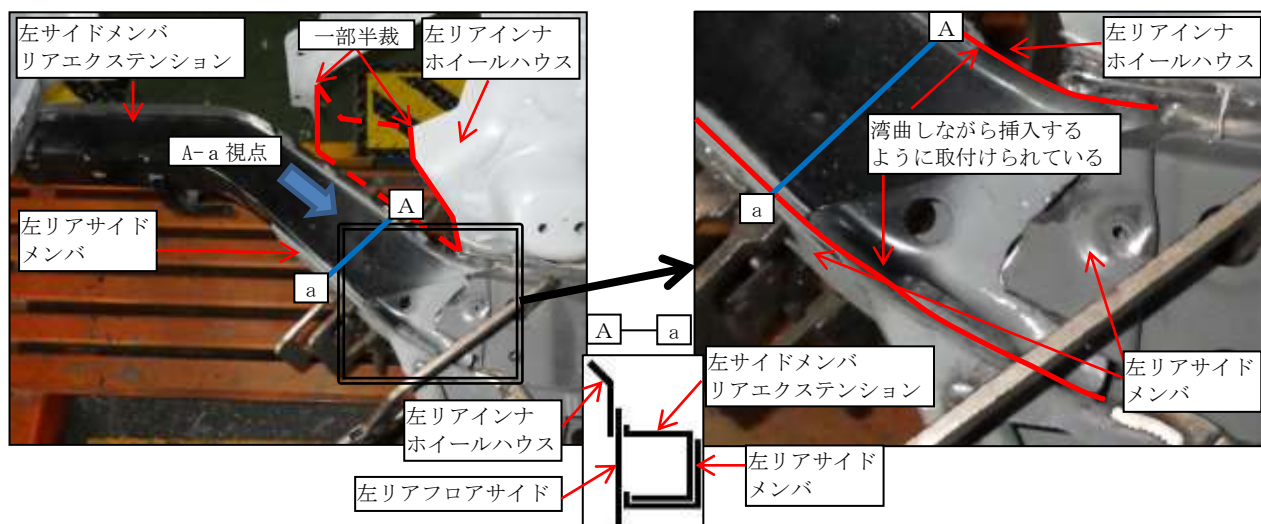 左サイドメンバ
リアエクステンション
一部半裁
左リアインナ
ホイールハウス
A-a 視点
A
a
左リアサイド
メンバ
A
a
左リアインナ
ホイールハウス
湾曲しながら挿入する
ように取付けられている
左リアサイド
メンバ
A
a
左サイドメンバ
リアエクステンション
左リアインナ
ホイールハウス
左リアフロアサイド
左リアサイド
メンバ